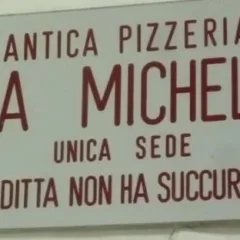 ANTICA PIZZERIA
A MICHEL
UNICA SEDE
DITTA NON HA SUCCUR